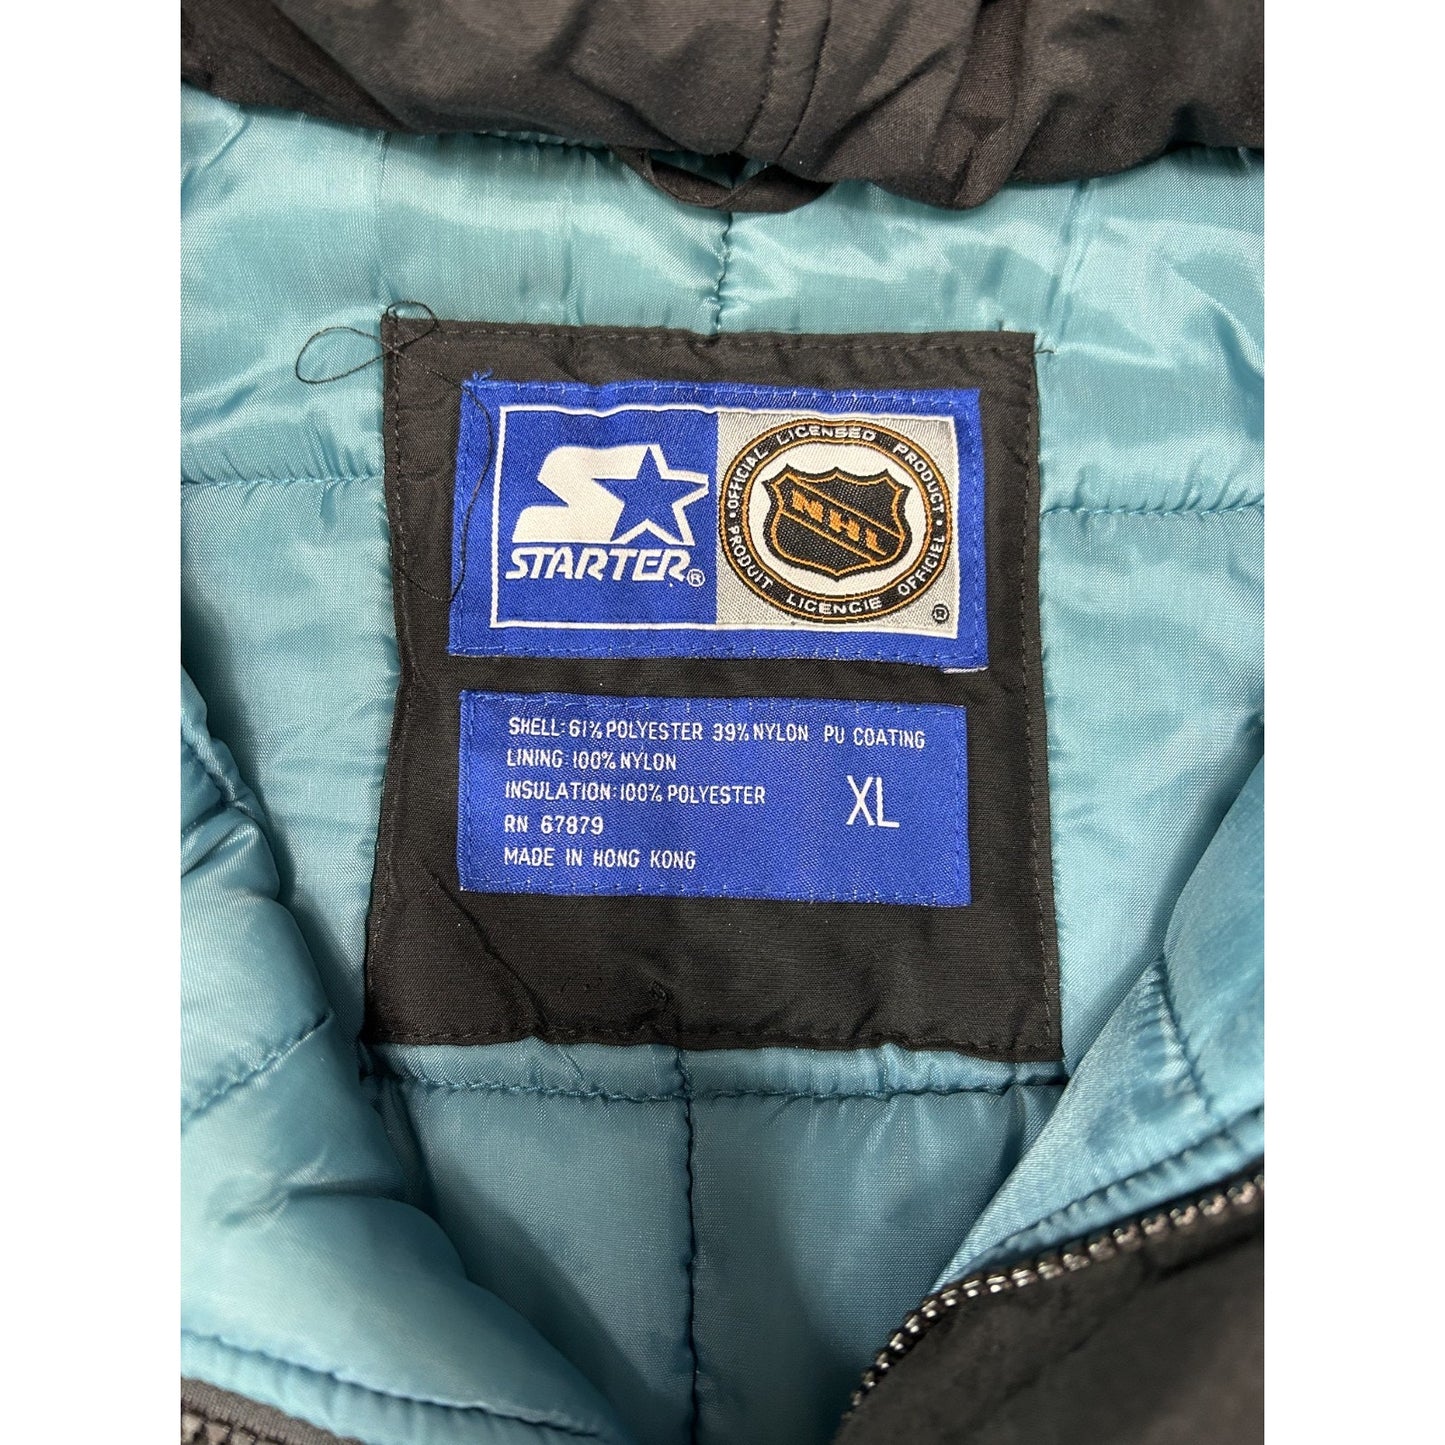 STARTER®
• OFFICIAL LICENSED PRODUCT •
NHL
PRODUIT LICENCIE OFFICIEL
®
SHELL: 61% POLYESTER 39% NYLON PU COATING
LINING: 100% NYLON
INSULATION: 100% POLYESTER
XL
RN 67879
MADE IN HONG KONG